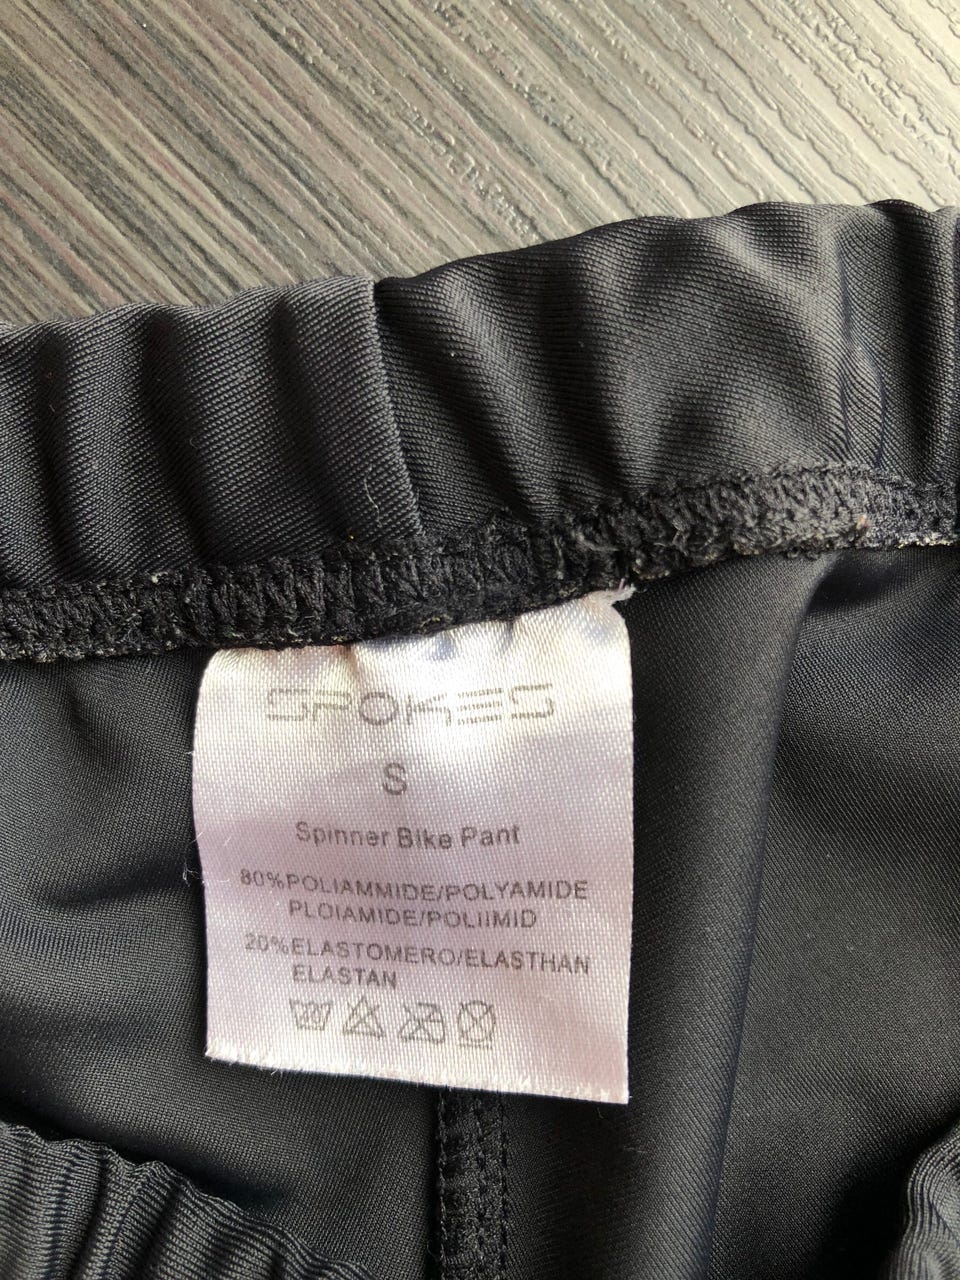 SPOKES
S
Spinner Bike Pant
80%POLIAMMIDE/POLYAMIDE
PLOIAMIDE/POLIIMID
20%ELASTOMERO/ELASTHAN
ELASTAN